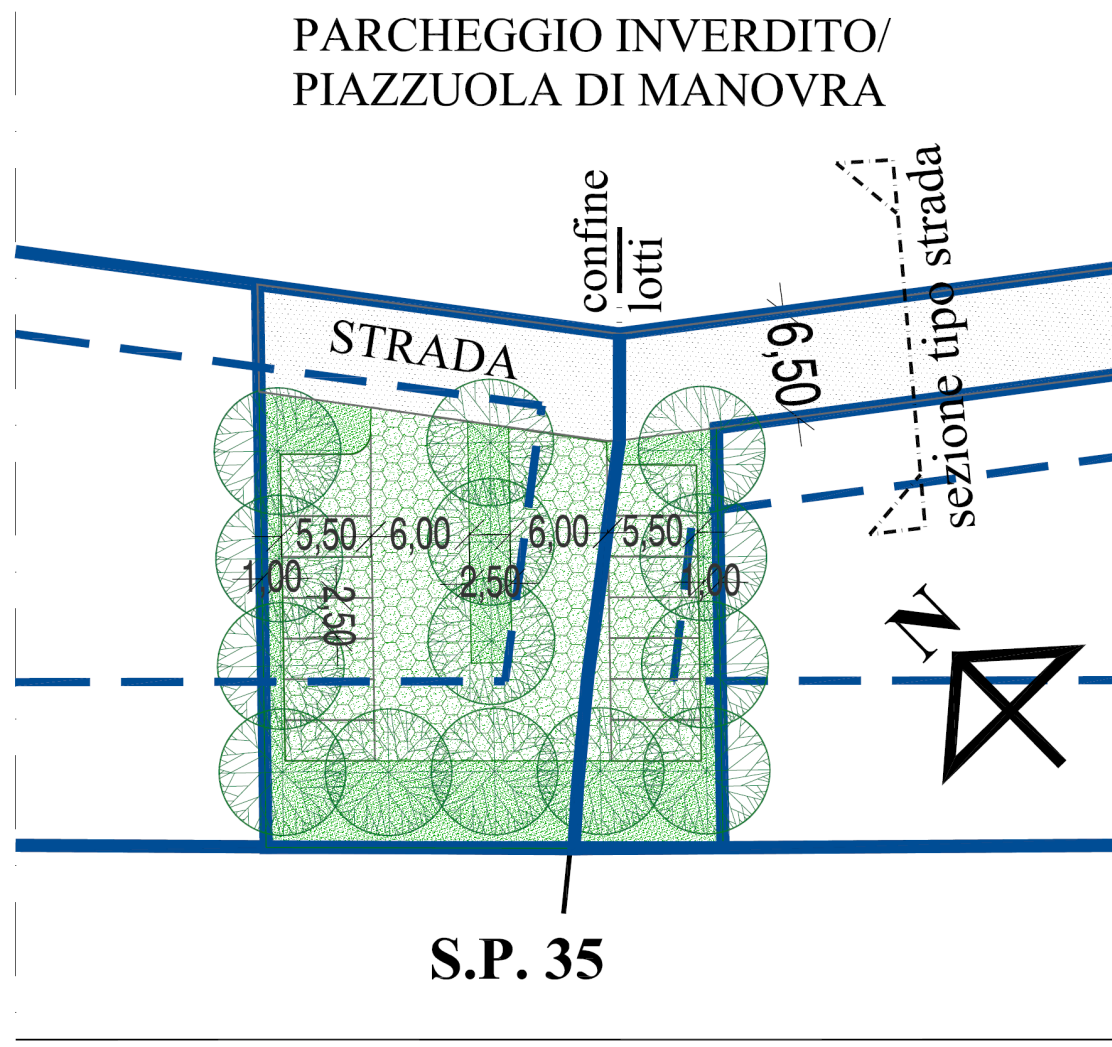 PARCHEGGIO INVERDITO/
PIAZZUOLA DI MANOVRA
confine
lotti
sezione tipo strada
STRADA
6,50
5,50
6,00
6,00
5,50
1,00
2,50
2,50
1,00
N
S.P. 35